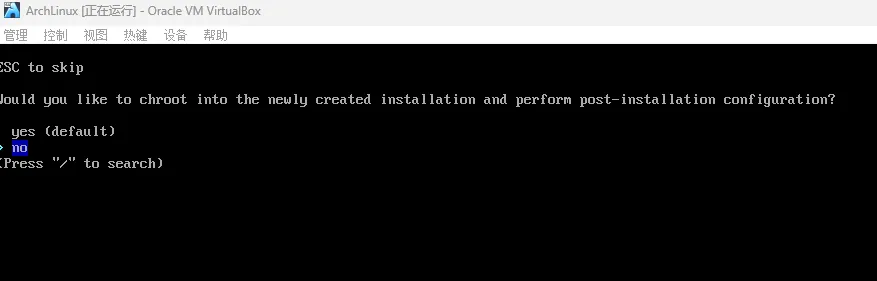 ArchLinux [正在运行] - Oracle VM VirtualBox
管理 控制 视图 热键 设备 帮助
ESC to skip
Would you like to chroot into the newly created installation and perform post-installation configuration?
yes (default)
> no
(Press "/" to search)